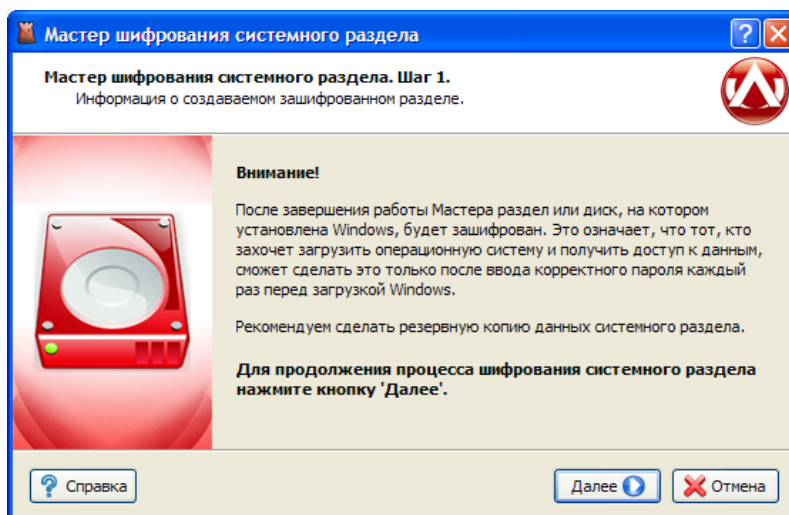 Мастер шифрования системного раздела
Мастер шифрования системного раздела. Шаг 1.
Информация о создаваемом зашифрованном разделе.
Внимание!
После завершения работы Мастера раздел или диск, на котором
установлена Windows, будет зашифрован. Это означает, что тот, кто
захочет загрузить операционную систему и получить доступ к данным,
сможет сделать это только после ввода корректного пароля каждый
раз перед загрузкой Windows.
Рекомендуем сделать резервную копию данных системного раздела.
Для продолжения процесса шифрования системного раздела
нажмите кнопку 'Далее'.
Справка
Далее
Отмена